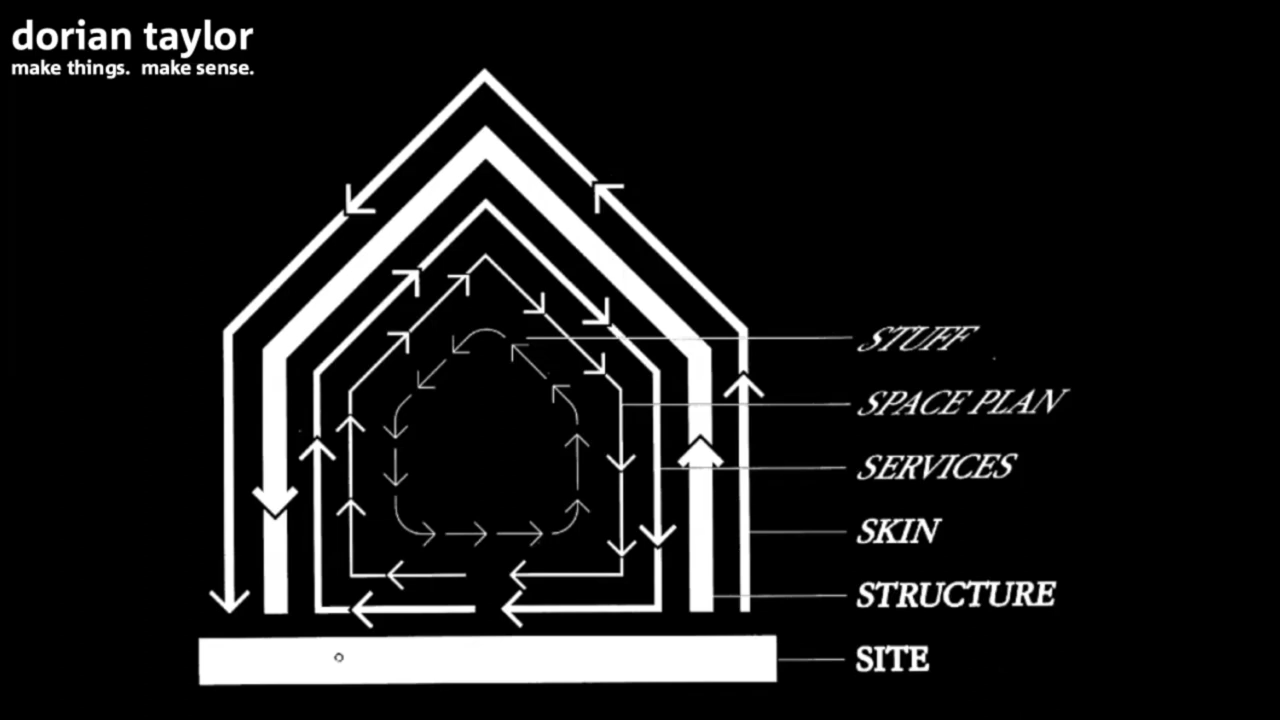 dorian taylor
make things. make sense.
STUFF
SPACE PLAN
SERVICES
SKIN
STRUCTURE
SITE